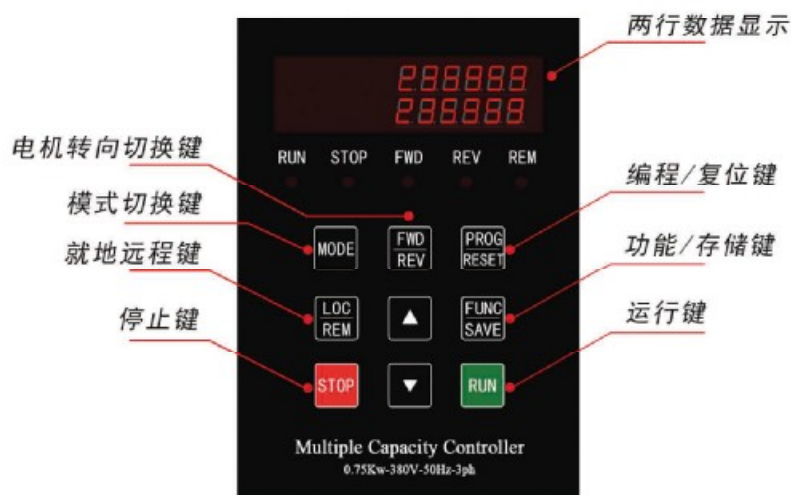 两行数据显示
288888
288888
电机转向切换键
RUN STOP FWD REV REM
编程/复位键
模式切换键
MODE
FWD
REV
PROG
RESET
就地远程键
功能/存储键
LOC
REM
▲
FUNC
SAVE
停止键
运行键
STOP
▼
RUN
Multiple Capacity Controller
0.75Kw-380V-50Hz-3ph